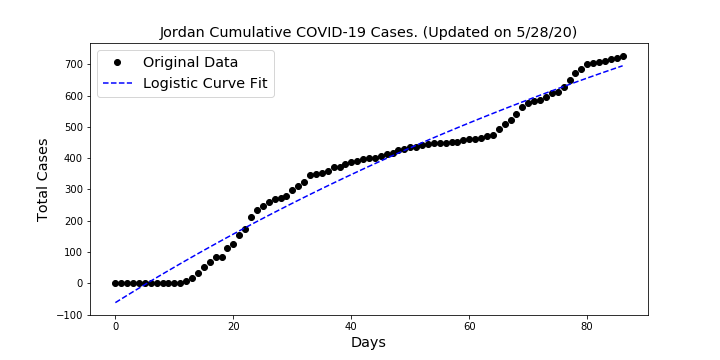 Jordan Cumulative COVID-19 Cases. (Updated on 5/28/20)
Original Data
Logistic Curve Fit
Total Cases
700
600
500
400
300
200
100
0
−100
0 20 40 60 80
Days